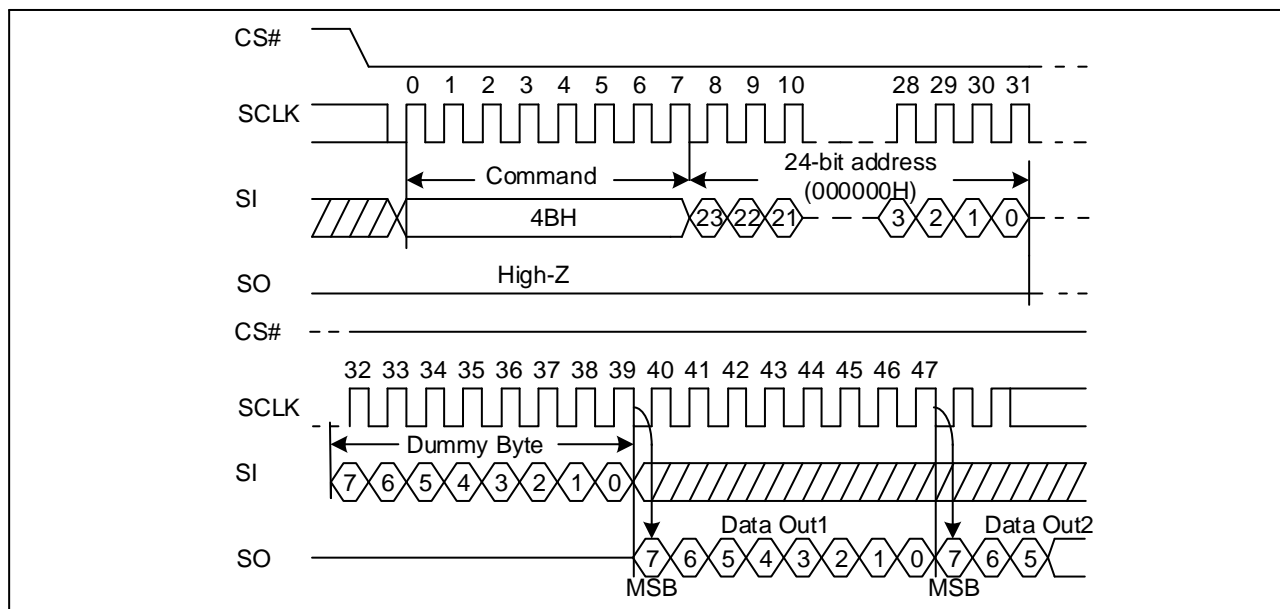 CS#
0 1 2 3 4 5 6 7 8 9 10 28 29 30 31
SCLK
Command
24-bit address
(000000H)
SI
4BH
23 22 21 3 2 1 0
High-Z
SO
CS#
32 33 34 35 36 37 38 39 40 41 42 43 44 45 46 47
SCLK
Dummy Byte
SI
7 6 5 4 3 2 1 0
Data Out1 Data Out2
SO
7 6 5 4 3 2 1 0 7 6 5
MSB MSB